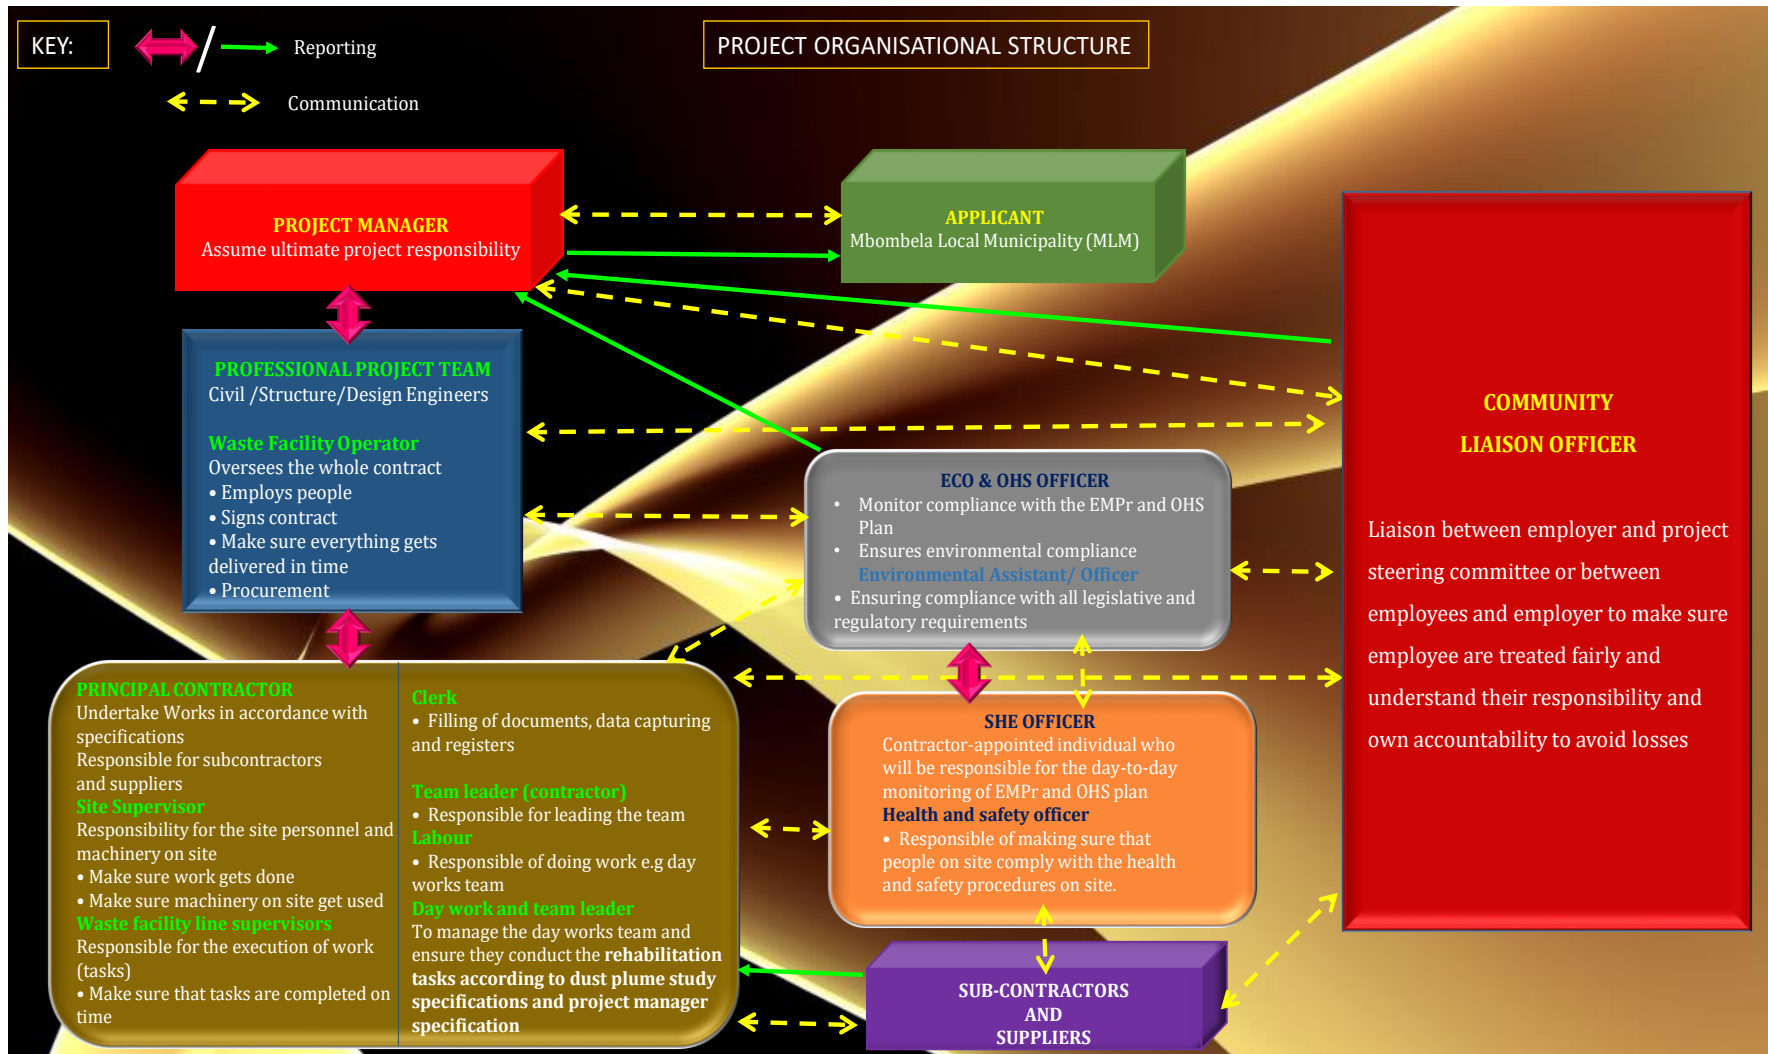 KEY:
Reporting
Communication
PROJECT ORGANISATIONAL STRUCTURE
PROJECT MANAGER
Assume ultimate project responsibility
APPLICANT
Mbombela Local Municipality (MLM)
PROFESSIONAL PROJECT TEAM
Civil /Structure/Design Engineers
Waste Facility Operator
Oversees the whole contract
• Employs people
• Signs contract
• Make sure everything gets
delivered in time
• Procurement
ECO & OHS OFFICER
• Monitor compliance with the EMPr and OHS
Plan
• Ensures environmental compliance
Environmental Assistant/ Officer
• Ensuring compliance with all legislative and
regulatory requirements
COMMUNITY
LIAISON OFFICER
Liaison between employer and project
steering committee or between
employees and employer to make sure
employee are treated fairly and
understand their responsibility and
own accountability to avoid losses
PRINCIPAL CONTRACTOR
Undertake Works in accordance with
specifications
Responsible for subcontractors
and suppliers
Site Supervisor
Responsibility for the site personnel and
machinery on site
• Make sure work gets done
• Make sure machinery on site get used
Waste facility line supervisors
Responsible for the execution of work
(tasks)
• Make sure that tasks are completed on
time
Clerk
• Filling of documents, data capturing
and registers
Team leader (contractor)
• Responsible for leading the team
Labour
• Responsible of doing work e.g day
works team
Day work and team leader
To manage the day works team and
ensure they conduct the rehabilitation
tasks according to dust plume study
specifications and project manager
specification
SHE OFFICER
Contractor-appointed individual who
will be responsible for the day-to-day
monitoring of EMPr and OHS plan
Health and safety officer
• Responsible of making sure that
people on site comply with the health
and safety procedures on site.
SUB-CONTRACTORS
AND
SUPPLIERS